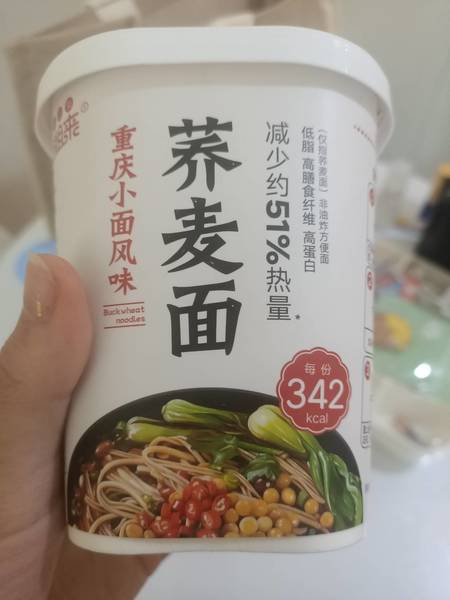 重庆小面风味
Buckwheat
noodles
荞麦面
减少约51%热量*
低脂 高膳食纤维 高蛋白
(仅指荞麦面) 非油炸方便面
每份
342
kcal